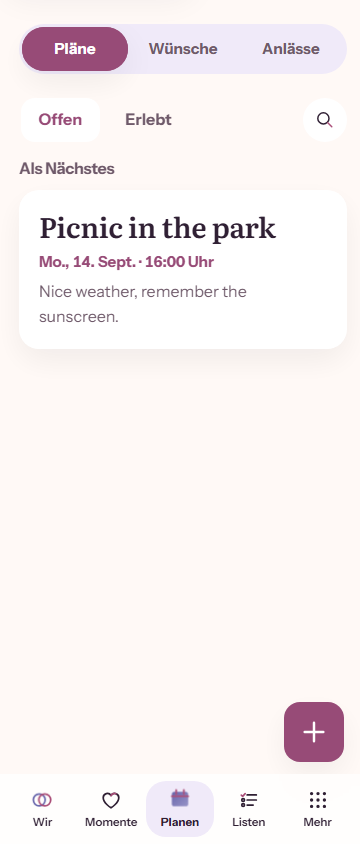 Pläne Wünsche Anlässe
Offen Erlebt
Als Nächstes
Picnic in the park
Mo., 14. Sept. · 16:00 Uhr
Nice weather, remember the
sunscreen.
Wir Momente Planen Listen Mehr